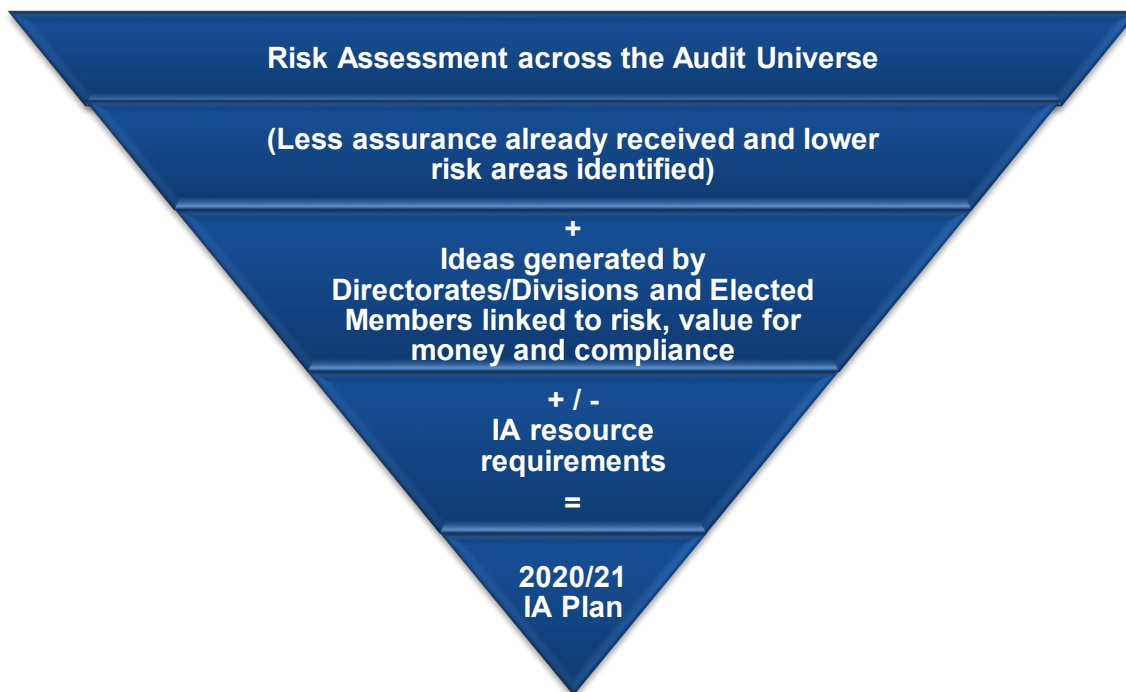 Risk Assessment across the Audit Universe
(Less assurance already received and lower
risk areas identified)
+
Ideas generated by
Directorates/Divisions and Elected
Members linked to risk, value for
money and compliance
+ / -
IA resource
requirements
=
2020/21
IA Plan